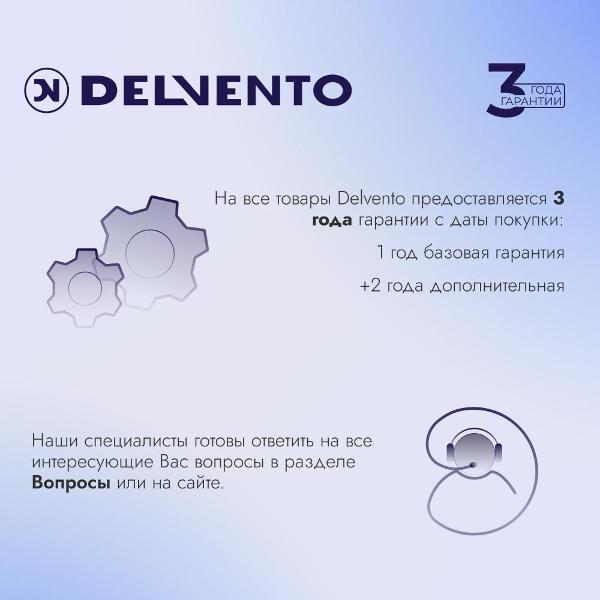 DELVENTO
3 ГОДА
ГАРАНТИИ
На все товары Delvento предоставляется 3
года гарантии с даты покупки:
1 год базовая гарантия
+2 года дополнительная
Наши специалисты готовы ответить на все
интересующие Вас вопросы в разделе
Вопросы или на сайте.